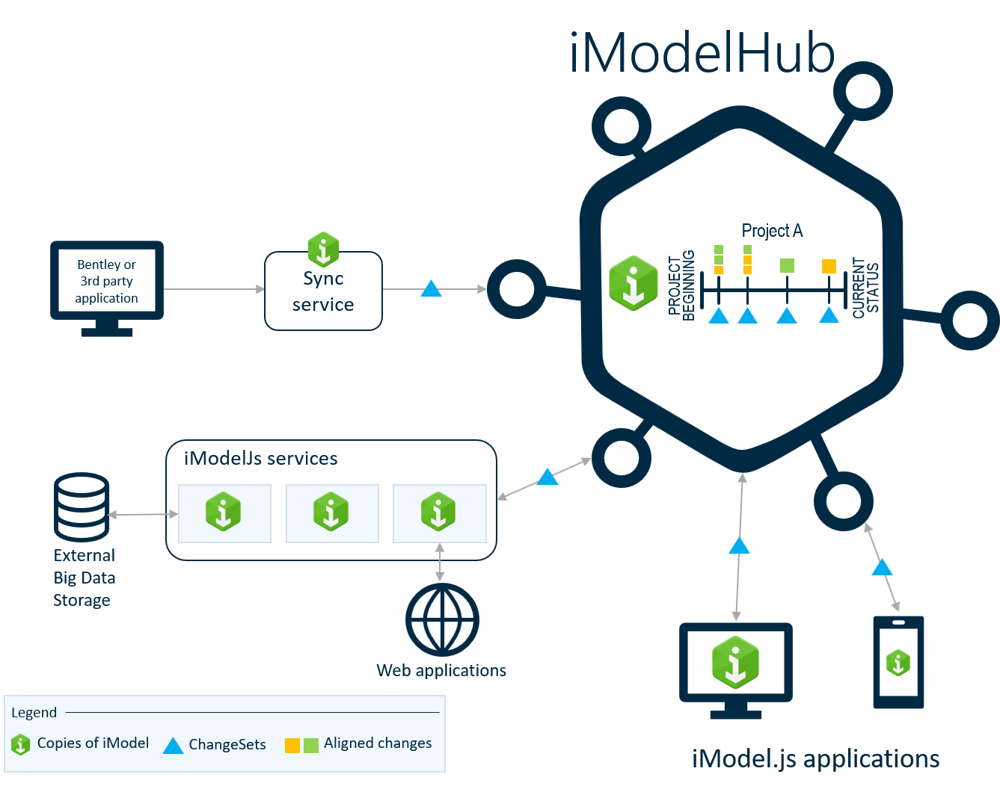 iModelHub
Project A
PROJECT
BEGINNING
CURRENT
STATUS
Bentley or
3rd party
application
Sync
service
iModelJs services
External
Big Data
Storage
Web applications
Legend
Copies of iModel
ChangeSets
Aligned changes
iModel.js applications